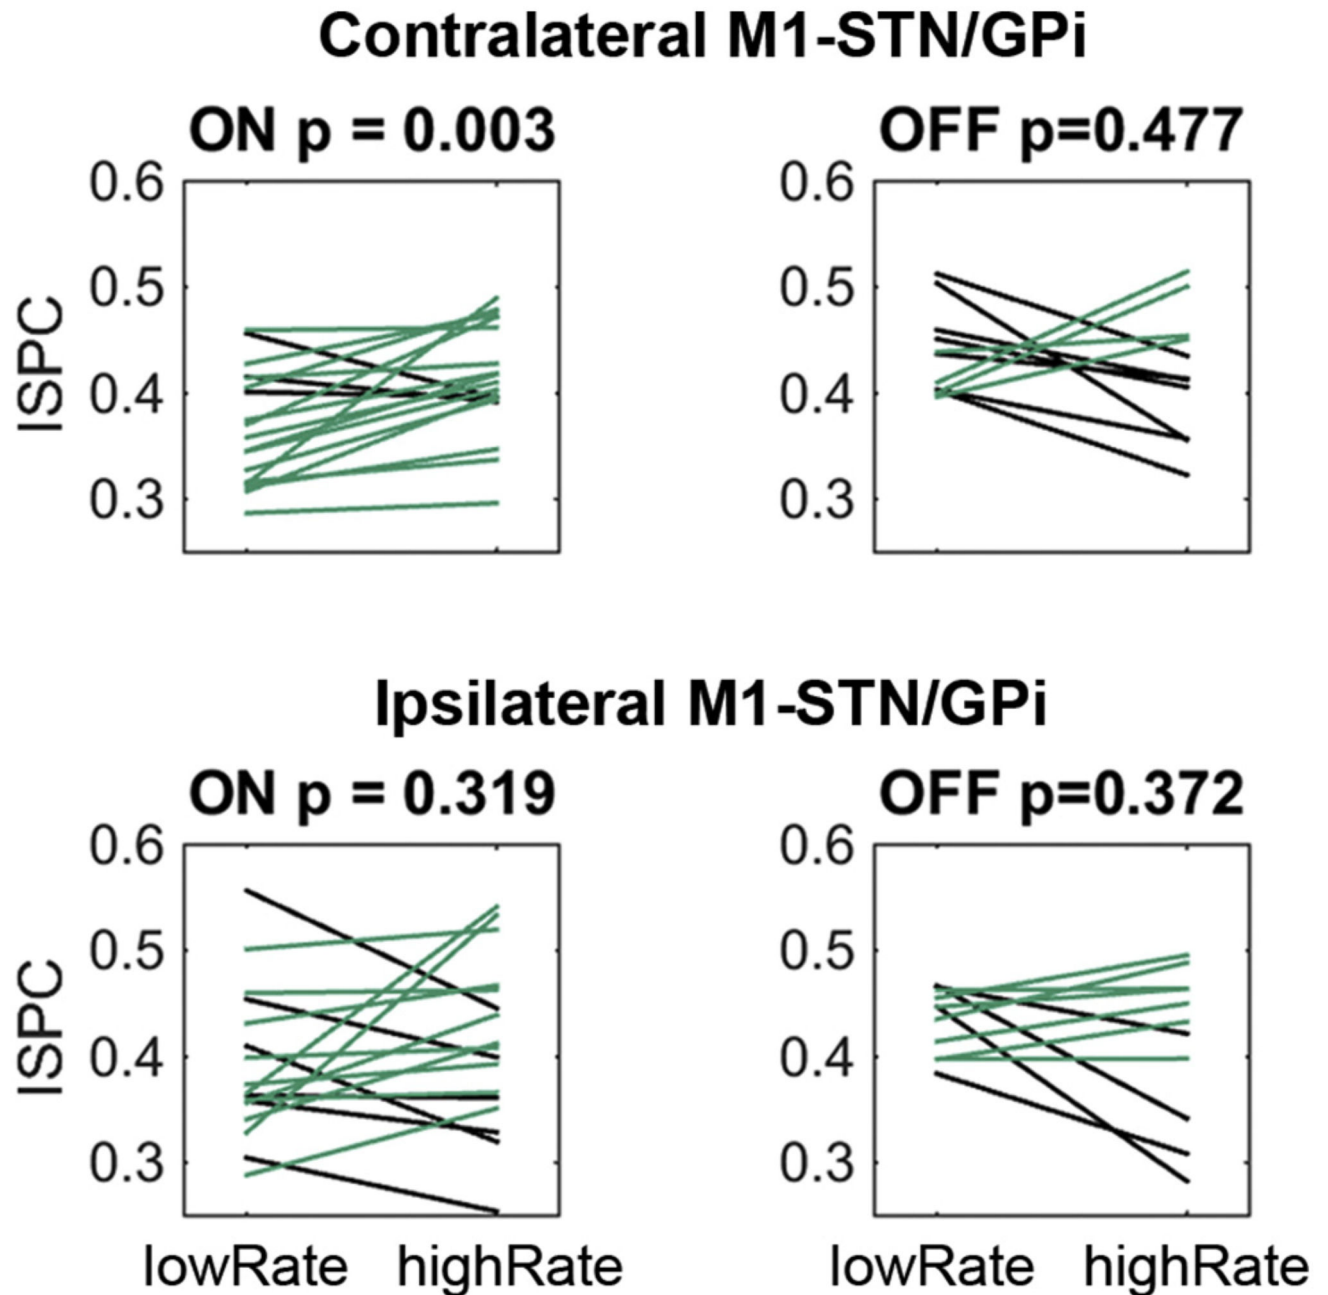 Contralateral M1-STN/GPi
ON p = 0.003
OFF p=0.477
0.6
0.5
0.4
0.3
ISPC
0.6
0.5
0.4
0.3
Ipsilateral M1-STN/GPi
ON p = 0.319
OFF p=0.372
0.6
0.5
0.4
0.3
ISPC
0.6
0.5
0.4
0.3
lowRate highRate
lowRate highRate